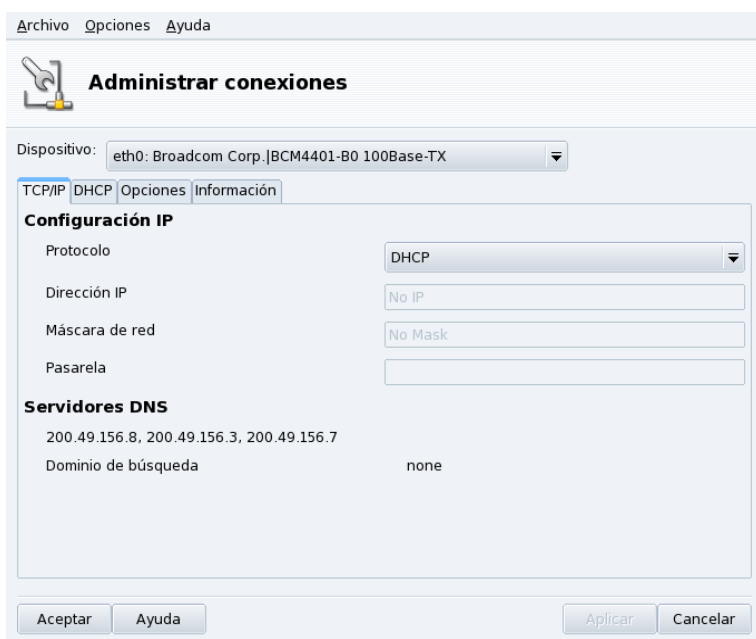 Archivo Opciones Ayuda
Administrar conexiones
Dispositivo: eth0: Broadcom Corp.|BCM4401-B0 100Base-TX
TCP/IP DHCP Opciones Información
Configuración IP
Protocolo DHCP
Dirección IP No IP
Máscara de red No Mask
Pasarela
Servidores DNS
200.49.156.8, 200.49.156.3, 200.49.156.7
Dominio de búsqueda none
Aceptar Ayuda Aplicar Cancelar